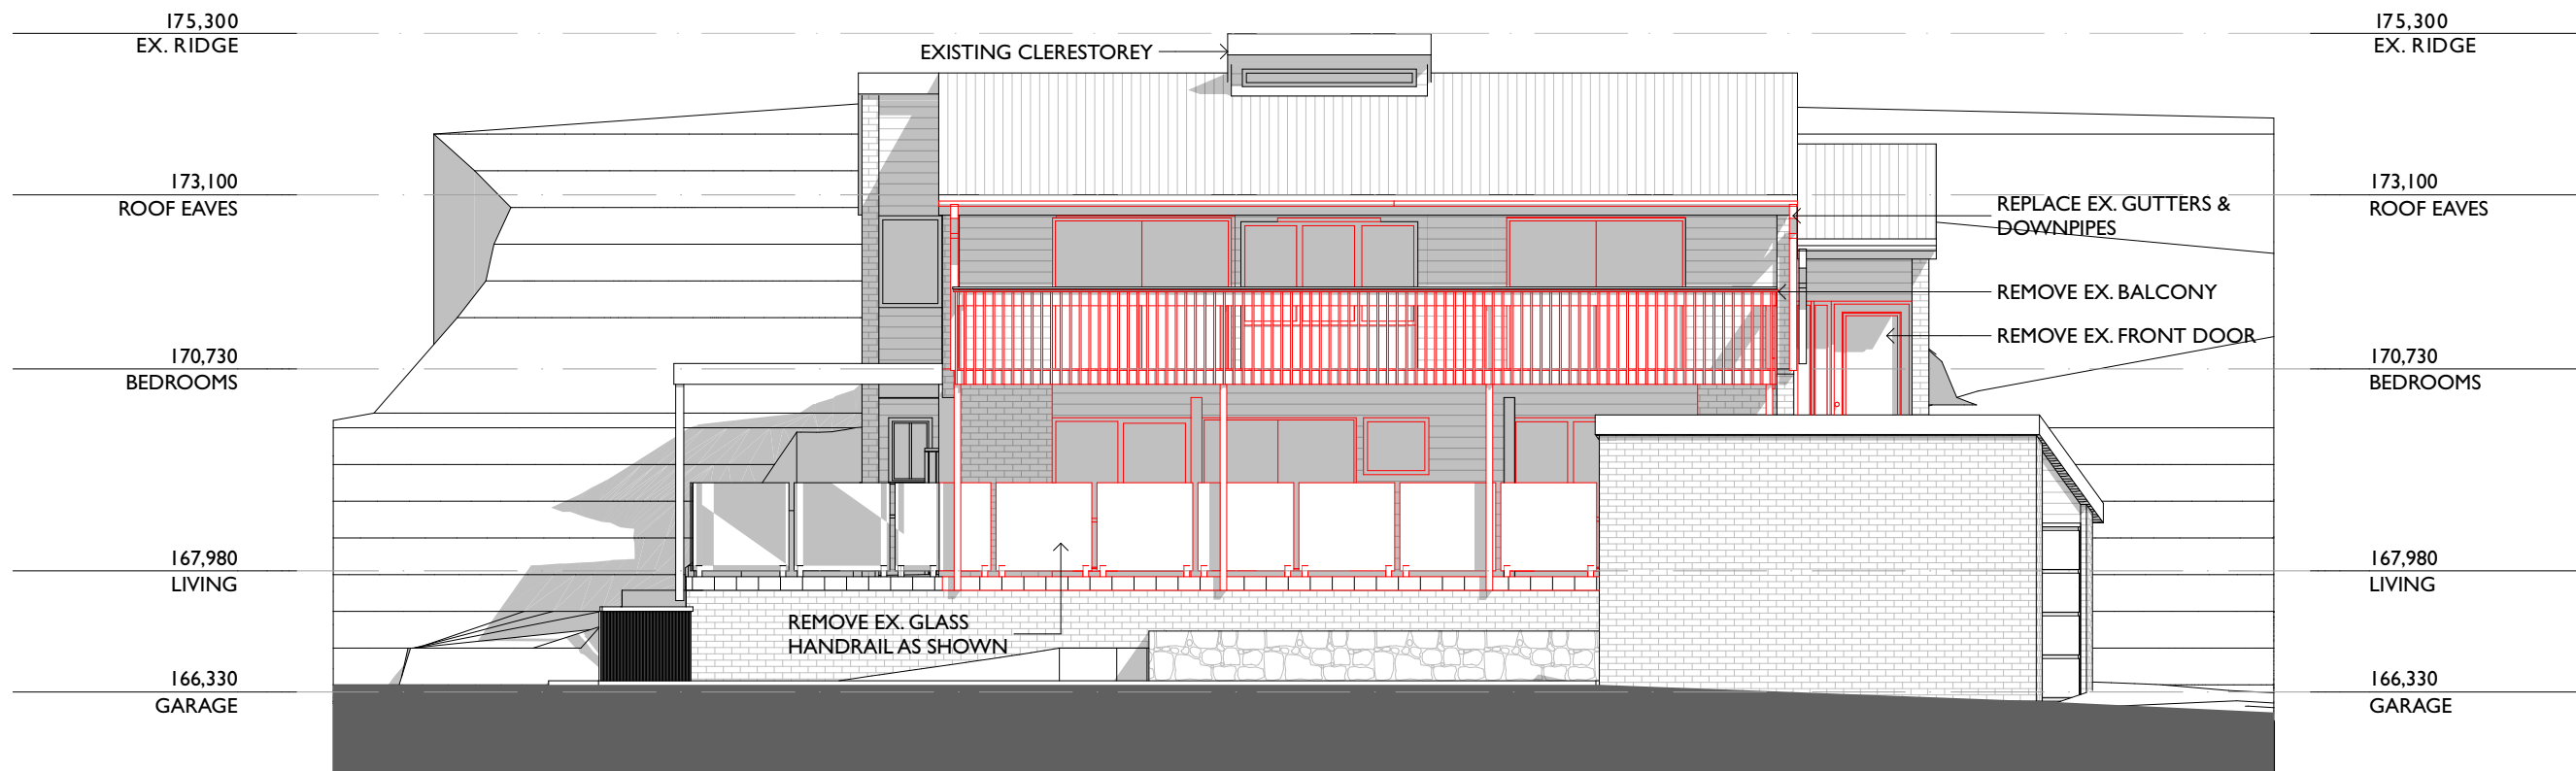 175,300
EX. RIDGE
175,300
EX. RIDGE
EXISTING CLERESTOREY
173,100
ROOF EAVES
173,100
ROOF EAVES
REPLACE EX. GUTTERS &
DOWNPIPES
REMOVE EX. BALCONY
REMOVE EX. FRONT DOOR
170,730
BEDROOMS
170,730
BEDROOMS
167,980
LIVING
167,980
LIVING
REMOVE EX. GLASS
HANDRAIL AS SHOWN
166,330
GARAGE
166,330
GARAGE